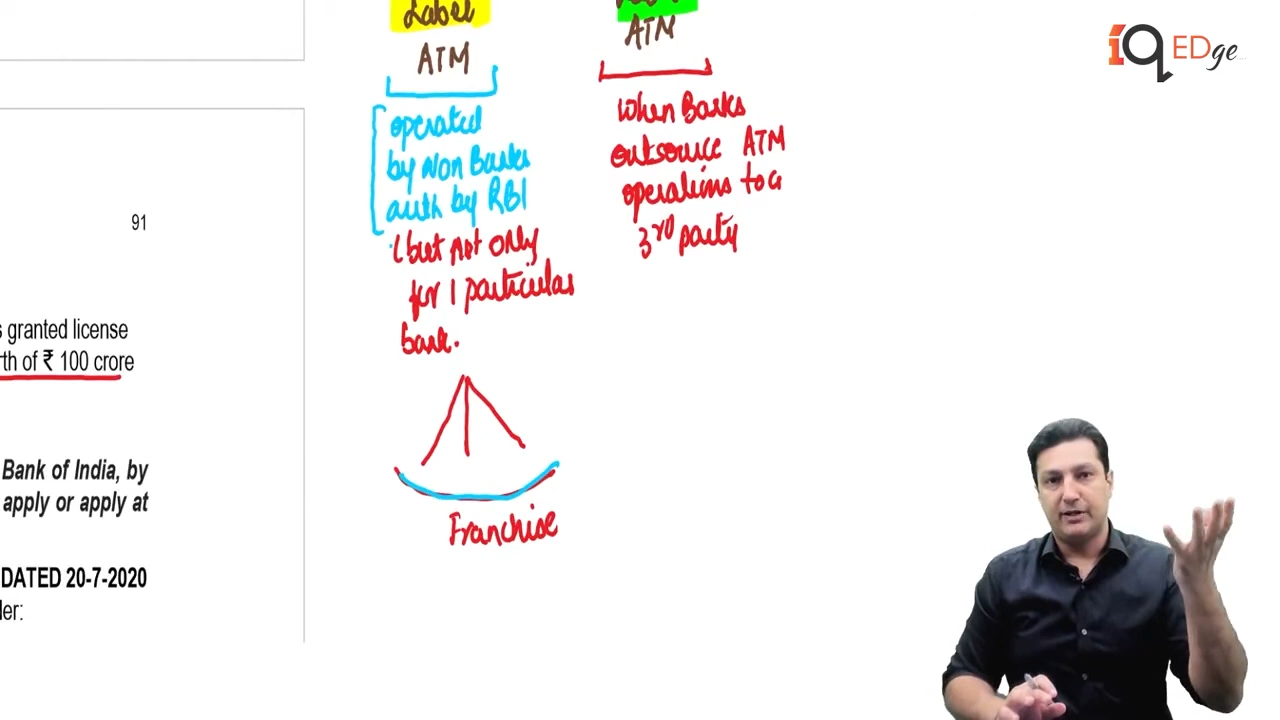 Label
ATM
operated
by Non Banks
auth by RBI
(but not only
for 1 particular
bank.
Franchise
ATM
When Banks
outsource ATM
operations to a
3rd party
91
s granted license
rth of ₹ 100 crore
Bank of India, by
apply or apply at
DATED 20-7-2020
ler:
iQ EDge